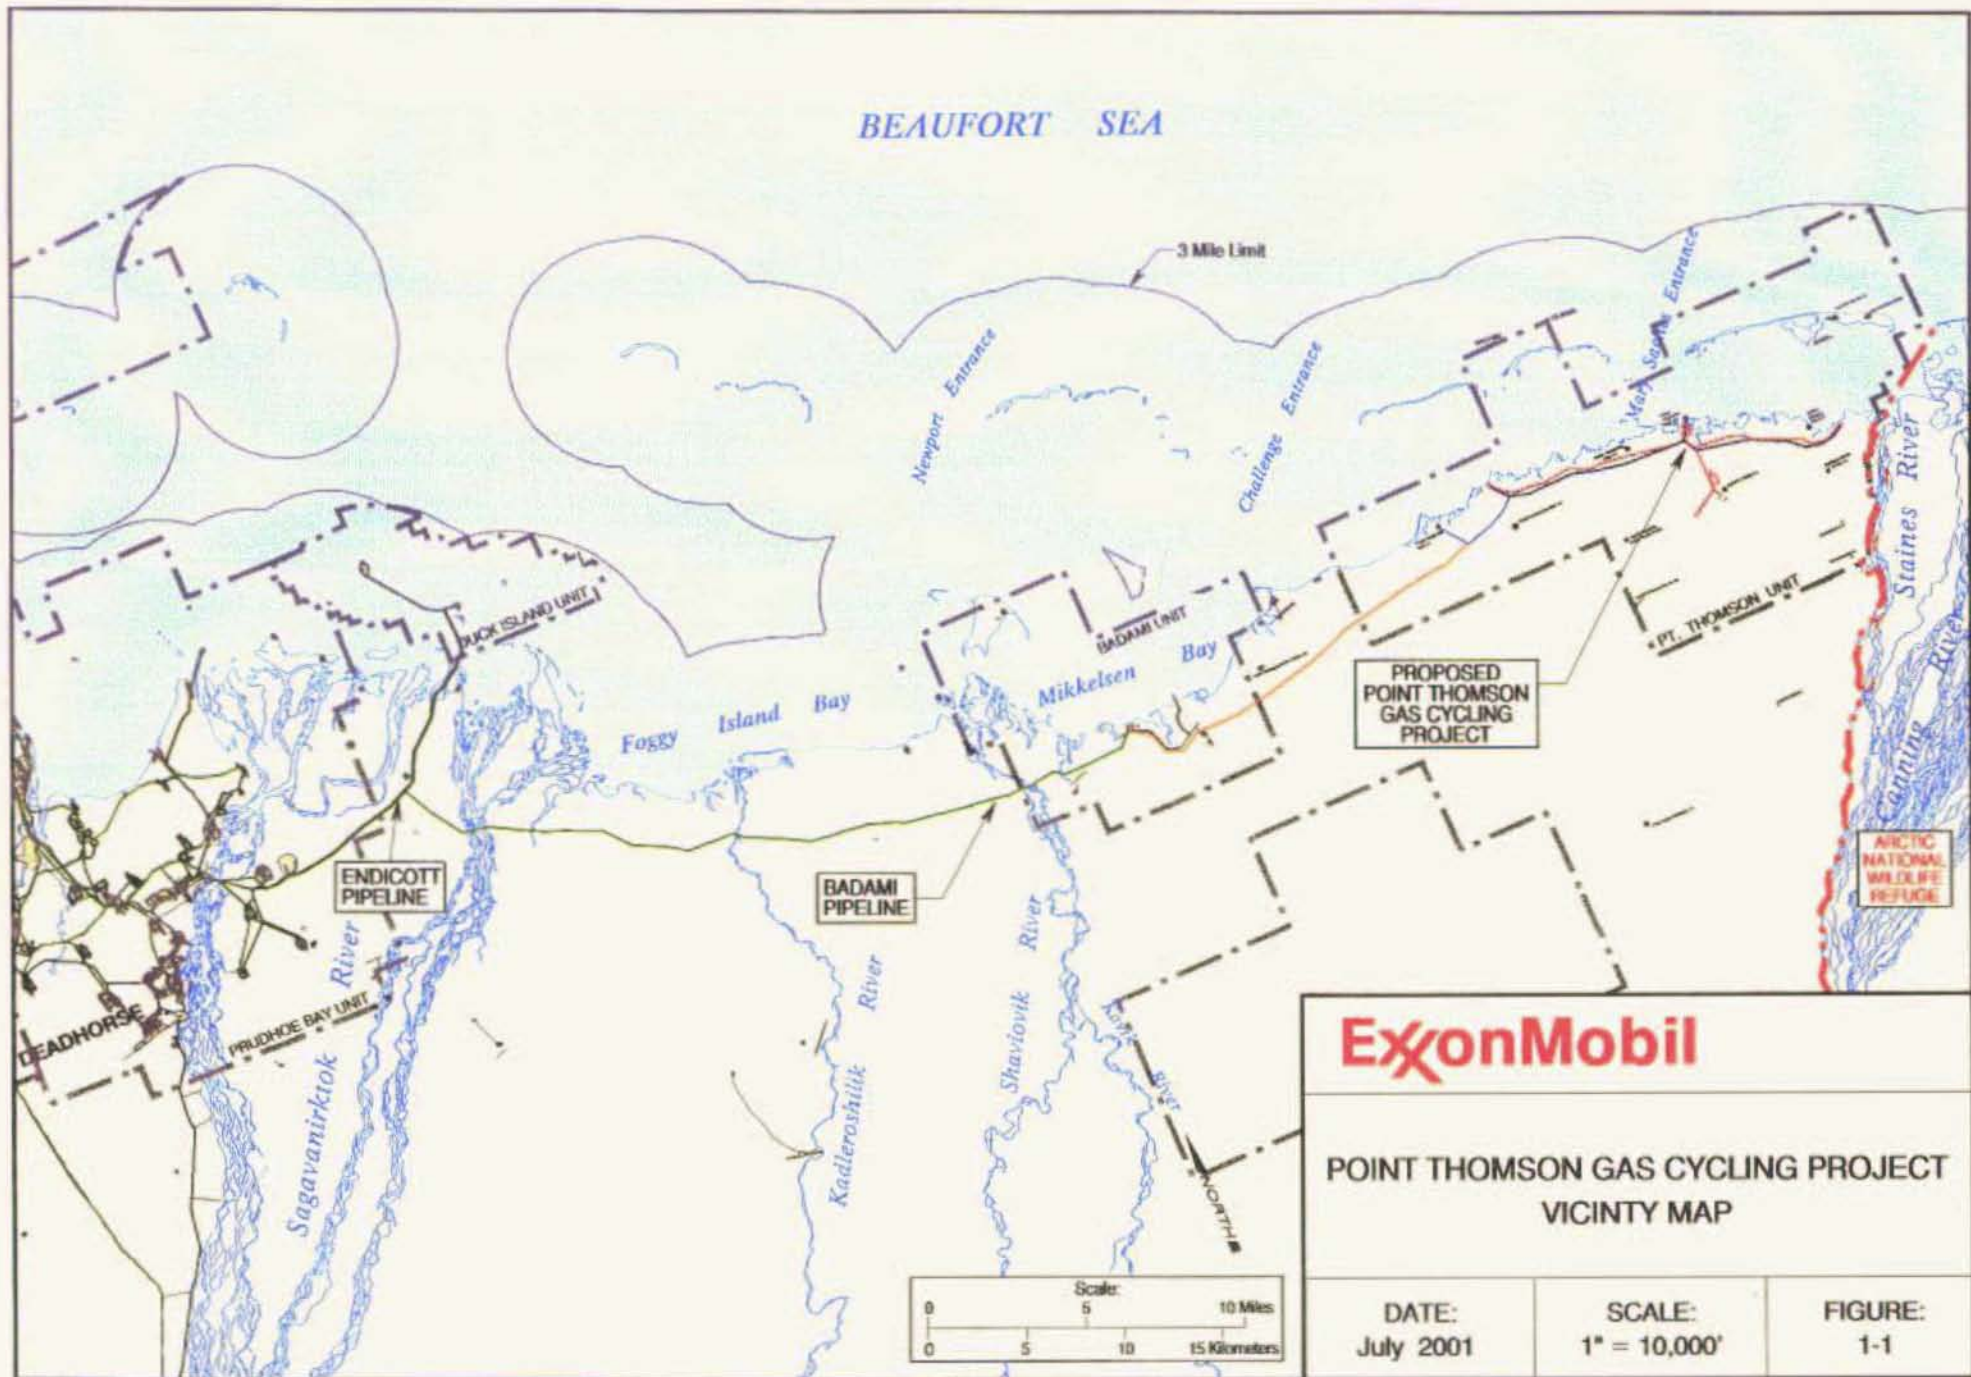 BEAUFORT SEA
3 Mile Limit
Newport Entrance
Challenge Entrance
Mary Sachs Entrance
Staines River
DUCK ISLAND UNIT
BADAMI UNIT
PT. THOMSON UNIT
Foggy Island Bay
Mikkelsen Bay
PROPOSED
POINT THOMSON
GAS CYCLING
PROJECT
Canning River
ENDICOTT
PIPELINE
BADAMI
PIPELINE
ARCTIC
NATIONAL
WILDLIFE
REFUGE
DEADHORSE
PRUDHOE BAY UNIT
Sagavanirktok River
Kadleroshilik River
Shaviovik River
Kavik River
NORTH
Scale:
0 5 10 Miles
0 5 10 15 Kilometers
ExxonMobil
POINT THOMSON GAS CYCLING PROJECT
VICINTY MAP
DATE:
July 2001
SCALE:
1" = 10,000'
FIGURE:
1-1